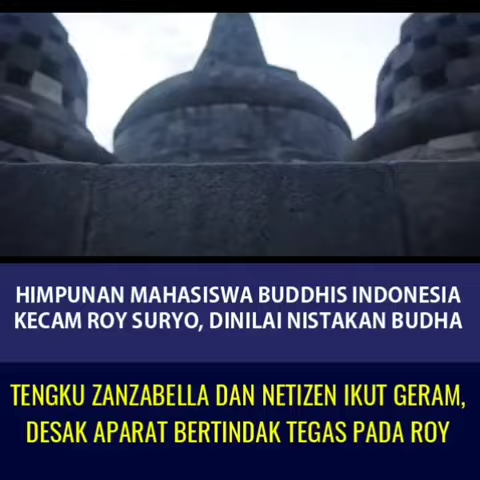 HIMPUNAN MAHASISWA BUDDHIS INDONESIA
KECAM ROY SURYO, DINILAI NISTAKAN BUDHA
TENGKU ZANZABELLA DAN NETIZEN IKUT GERAM,
DESAK APARAT BERTINDAK TEGAS PADA ROY